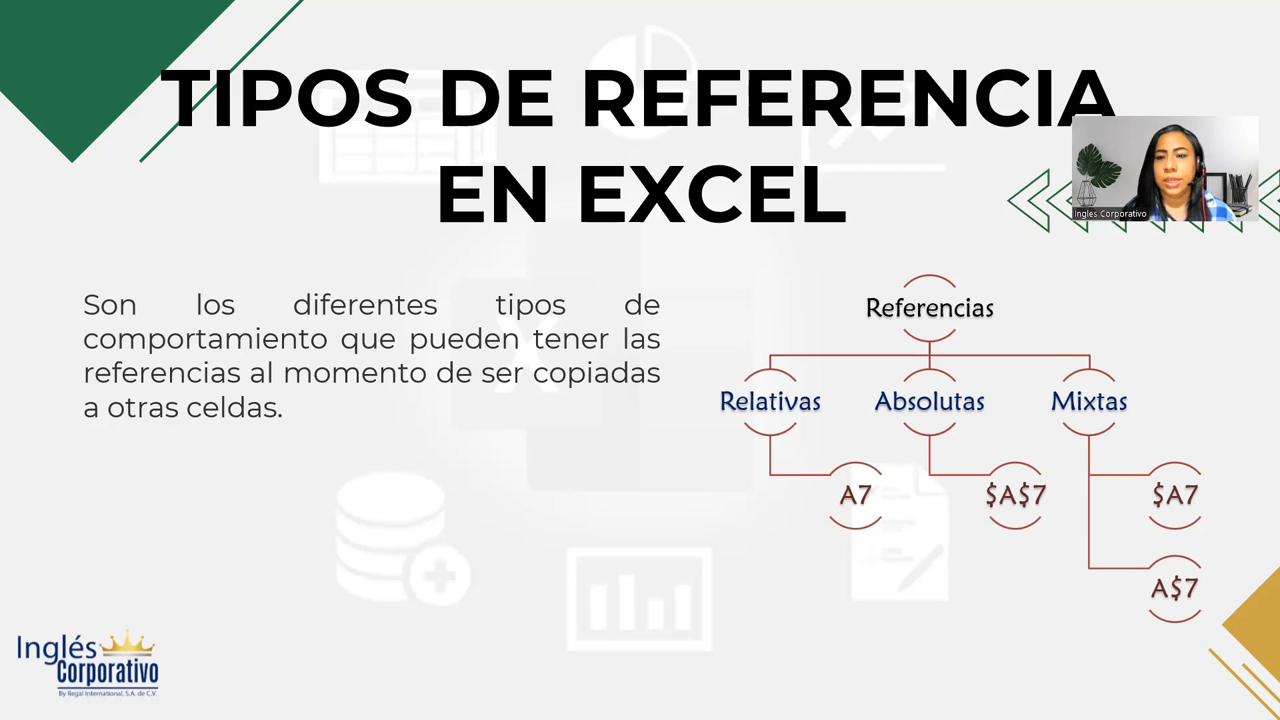 TIPOS DE REFERENCIA
EN EXCEL
Ingles Corporativo
Son los diferentes tipos de
comportamiento que pueden tener las
referencias al momento de ser copiadas
a otras celdas.
Referencias
Relativas
Absolutas
Mixtas
A7
$A$7
$A7
A$7
Inglés
Corporativo
By Regal International, S.A. de C.V.